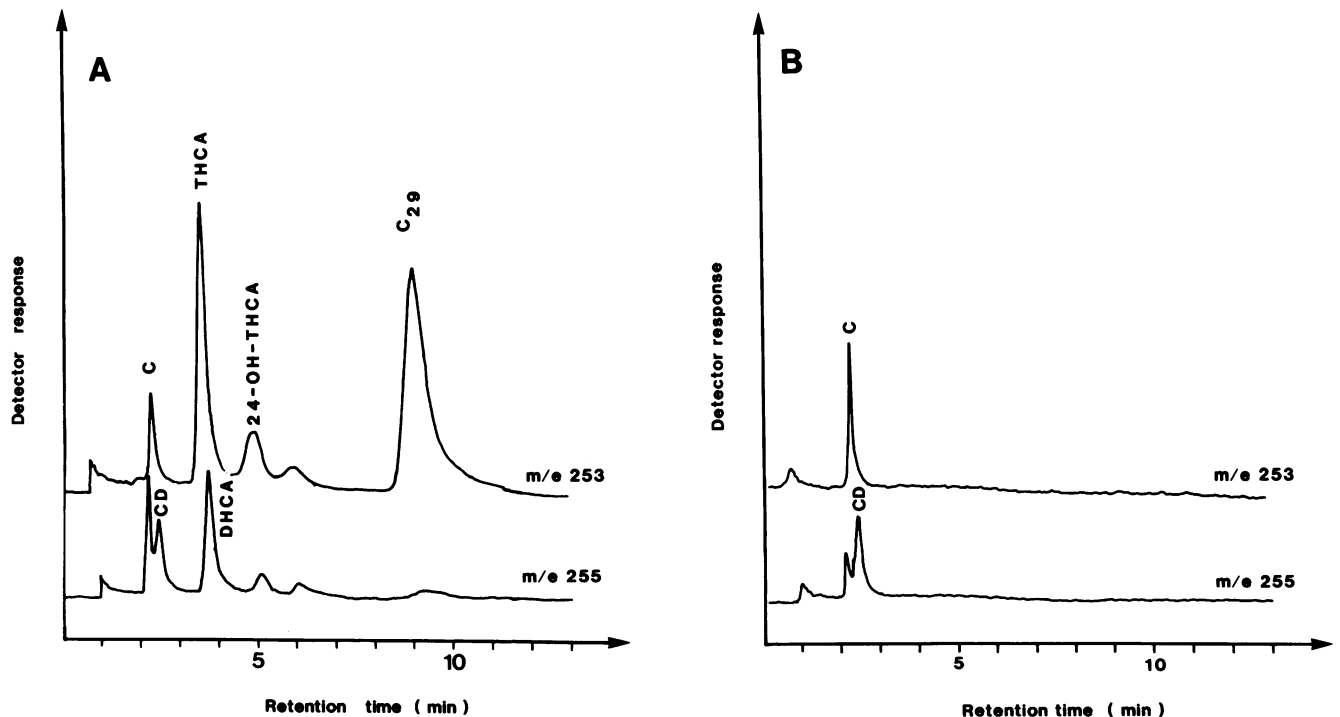 A
THCA
C₂₉
24-OH-THCA
C
m/e 253
CD
DHCA
m/e 255
5
10
Detector response
Retention time ( min )
B
C
m/e 253
CD
m/e 255
5
10
Detector response
Retention time ( min )